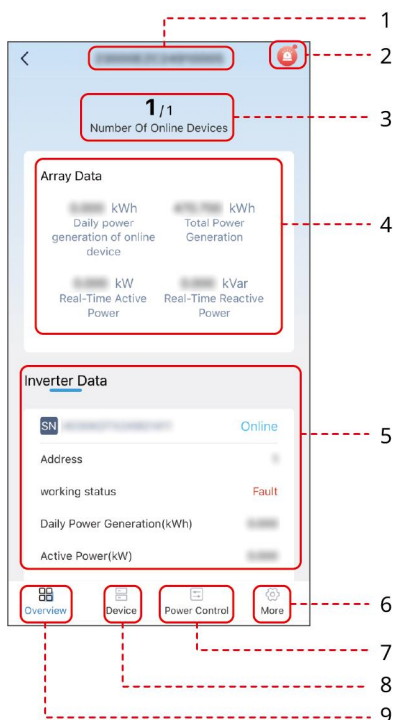 1
2
1/1
Number Of Online Devices
3
Array Data
kWh kWh
Daily power Total Power
generation of online Generation
device
4
kW kVar
Real-Time Active Real-Time Reactive
Power Power
Inverter Data
SN Online
5
Address
working status Fault
Daily Power Generation(kWh)
Active Power(kW)
Overview Device Power Control More
6
7
8
9